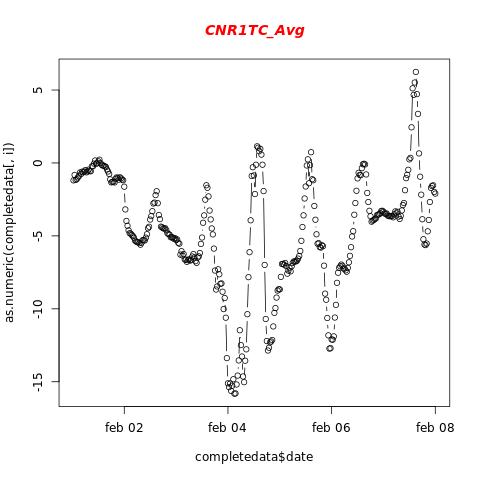 CNR1TC_Avg
as.numeric(completedata[, i])
5
0
-5
-10
-15
feb 02
feb 04
feb 06
feb 08
completedata$date